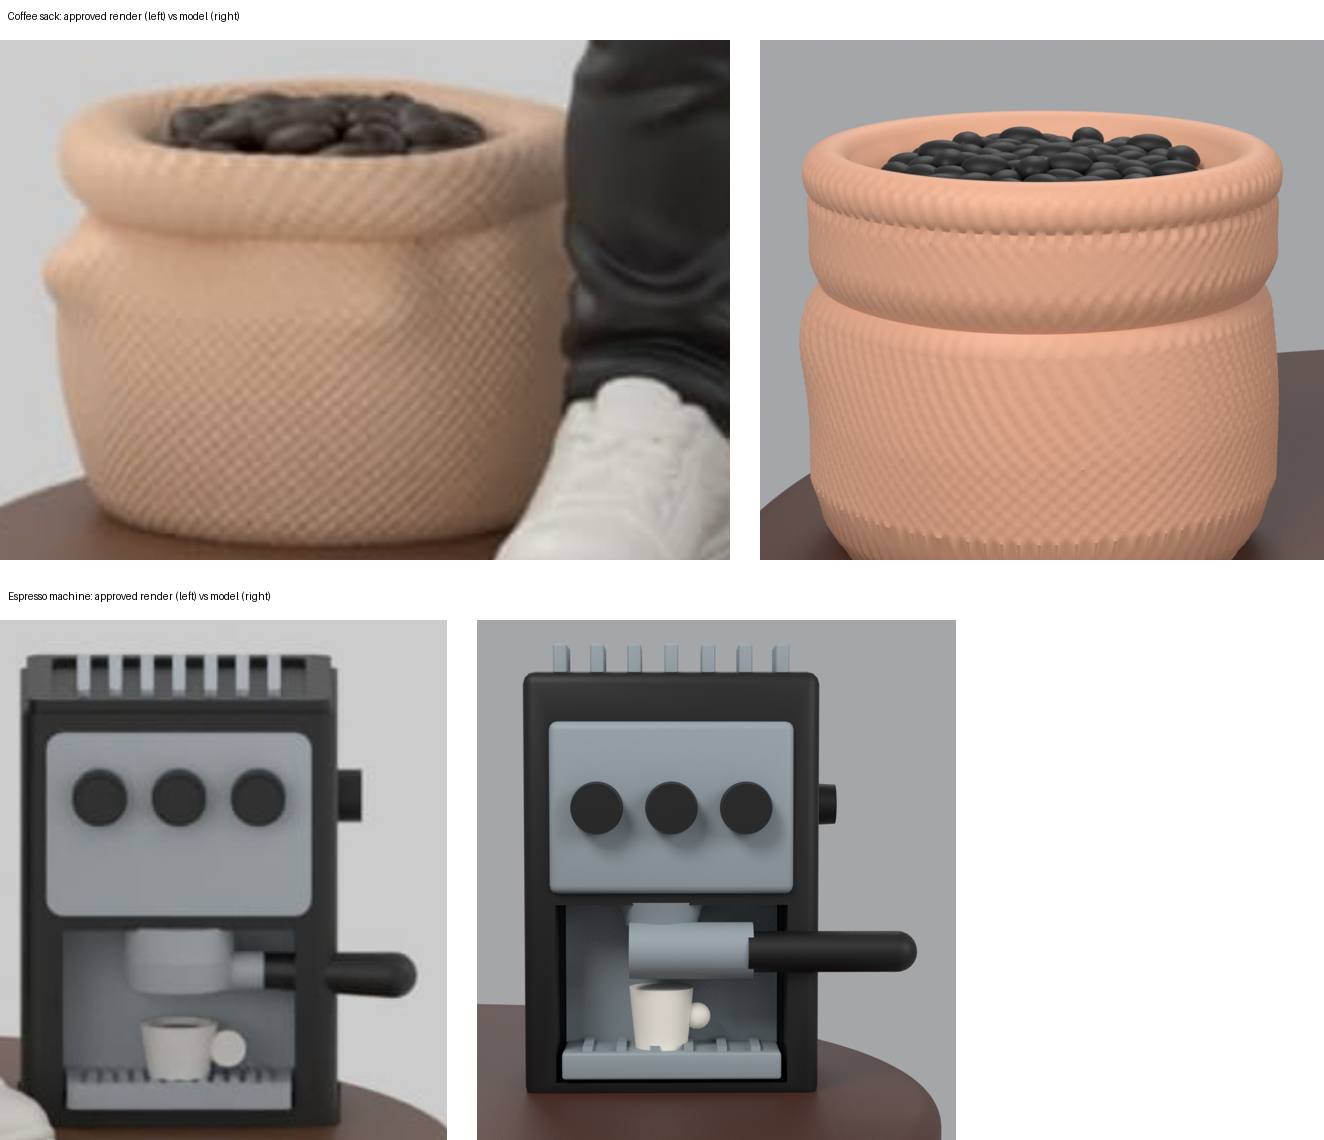 Coffee sack: approved render (left) vs model (right)
Espresso machine: approved render (left) vs model (right)